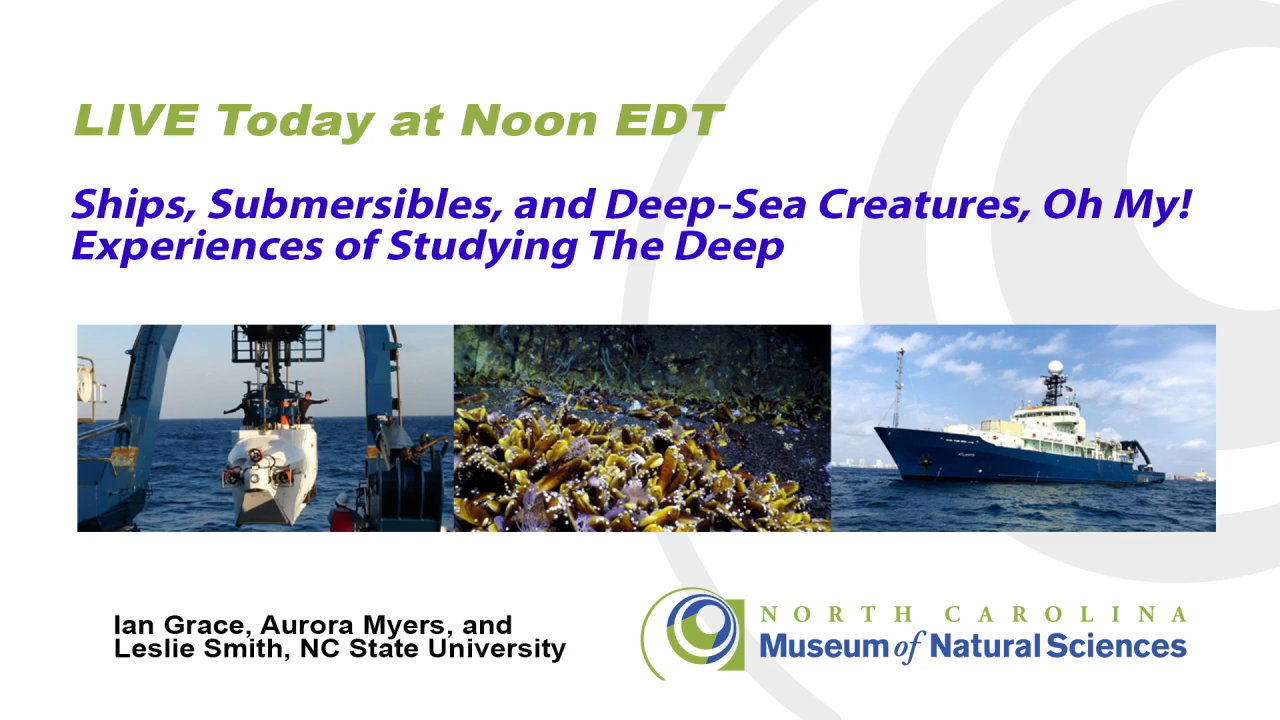 LIVE Today at Noon EDT
Ships, Submersibles, and Deep-Sea Creatures, Oh My!
Experiences of Studying The Deep
ATLANTIS
Ian Grace, Aurora Myers, and
Leslie Smith, NC State University
NORTH CAROLINA
Museum of Natural Sciences